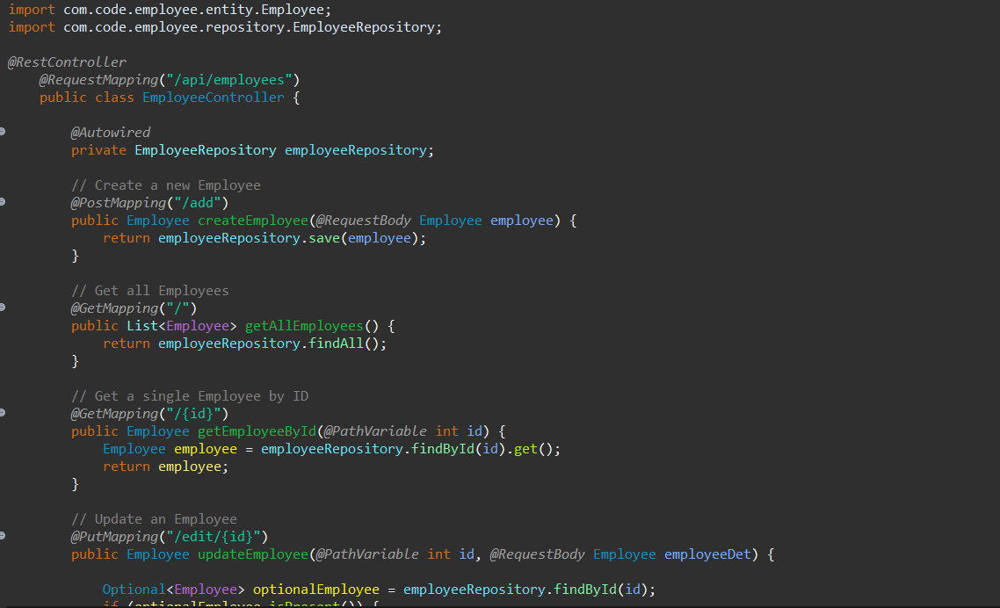 import com.code.employee.entity.Employee;
import com.code.employee.repository.EmployeeRepository;
@RestController
@RequestMapping("/api/employees")
public class EmployeeController {
@Autowired
private EmployeeRepository employeeRepository;
// Create a new Employee
@PostMapping("/add")
public Employee createEmployee(@RequestBody Employee employee) {
return employeeRepository.save(employee);
}
// Get all Employees
@GetMapping("/")
public List<Employee> getAllEmployees() {
return employeeRepository.findAll();
}
// Get a single Employee by ID
@GetMapping("/{id}")
public Employee getEmployeeById(@PathVariable int id) {
Employee employee = employeeRepository.findById(id).get();
return employee;
}
// Update an Employee
@PutMapping("/edit/{id}")
public Employee updateEmployee(@PathVariable int id, @RequestBody Employee employeeDet) {
Optional<Employee> optionalEmployee = employeeRepository.findById(id);
if (optionalEmployee.isPresent()) {